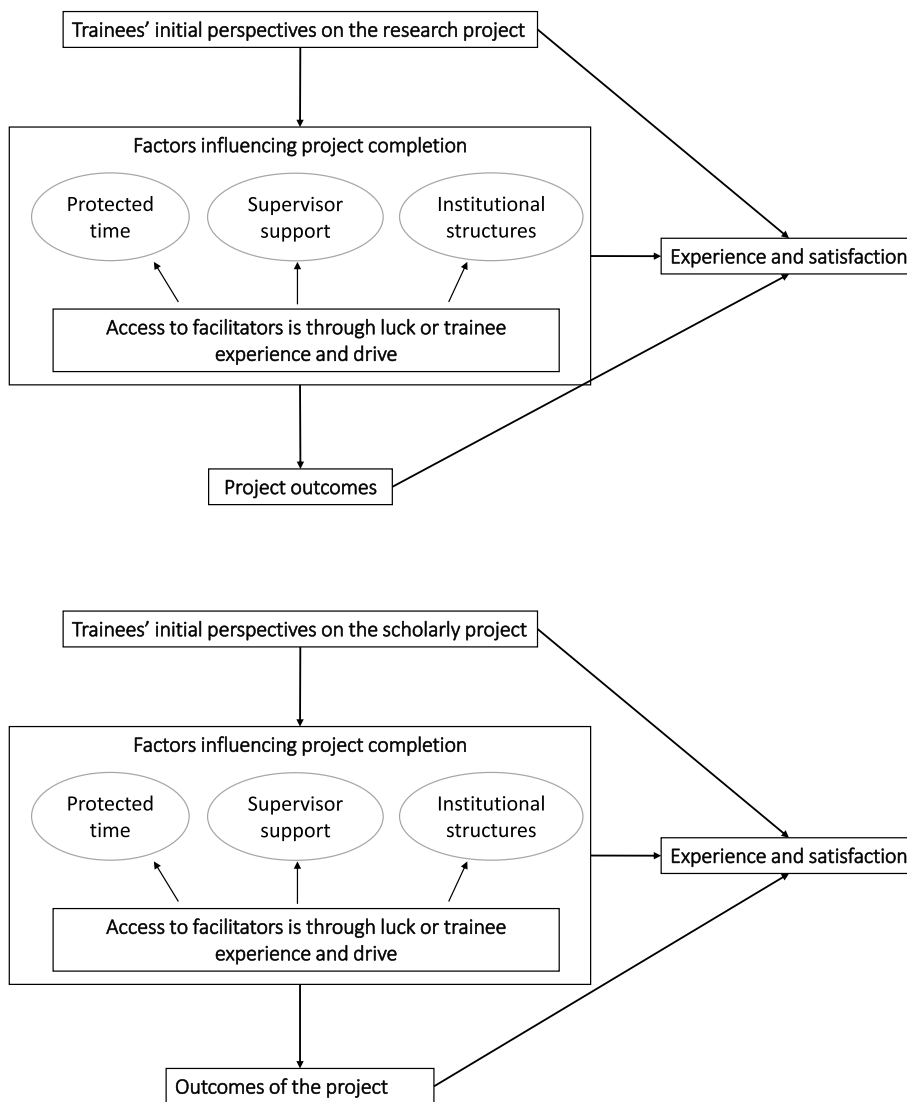 Trainees' initial perspectives on the research project
Factors influencing project completion
Protected
time
Supervisor
support
Institutional
structures
Access to facilitators is through luck or trainee
experience and drive
Experience and satisfaction
Project outcomes
Trainees' initial perspectives on the scholarly project
Factors influencing project completion
Protected
time
Supervisor
support
Institutional
structures
Access to facilitators is through luck or trainee
experience and drive
Experience and satisfaction
Outcomes of the project